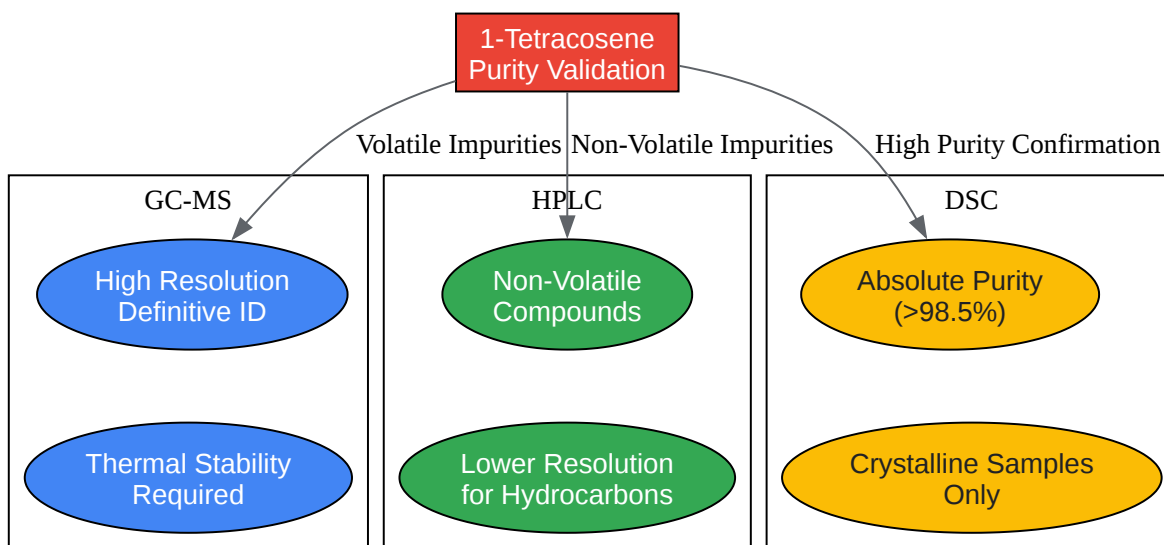 1-Tetracosene
Purity Validation
Volatile Impurities
Non-Volatile Impurities
High Purity Confirmation
GC-MS
HPLC
DSC
High Resolution
Definitive ID
Non-Volatile
Compounds
Absolute Purity
(>98.5%)
Thermal Stability
Required
Lower Resolution
for Hydrocarbons
Crystalline Samples
Only